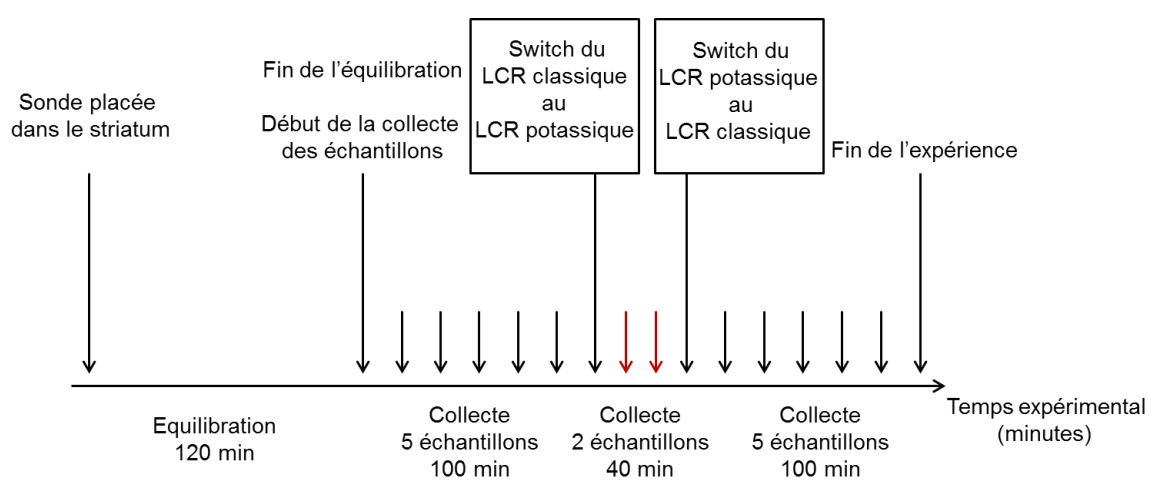 Sonde placée
dans le striatum
Fin de l'équilibration
Début de la collecte
des échantillons
Switch du
LCR classique
au
LCR potassique
Switch du
LCR potassique
au
LCR classique
Fin de l'expérience
Equilibration
120 min
Collecte
5 échantillons
100 min
Collecte
2 échantillons
40 min
Collecte
5 échantillons
100 min
Temps expérimental
(minutes)